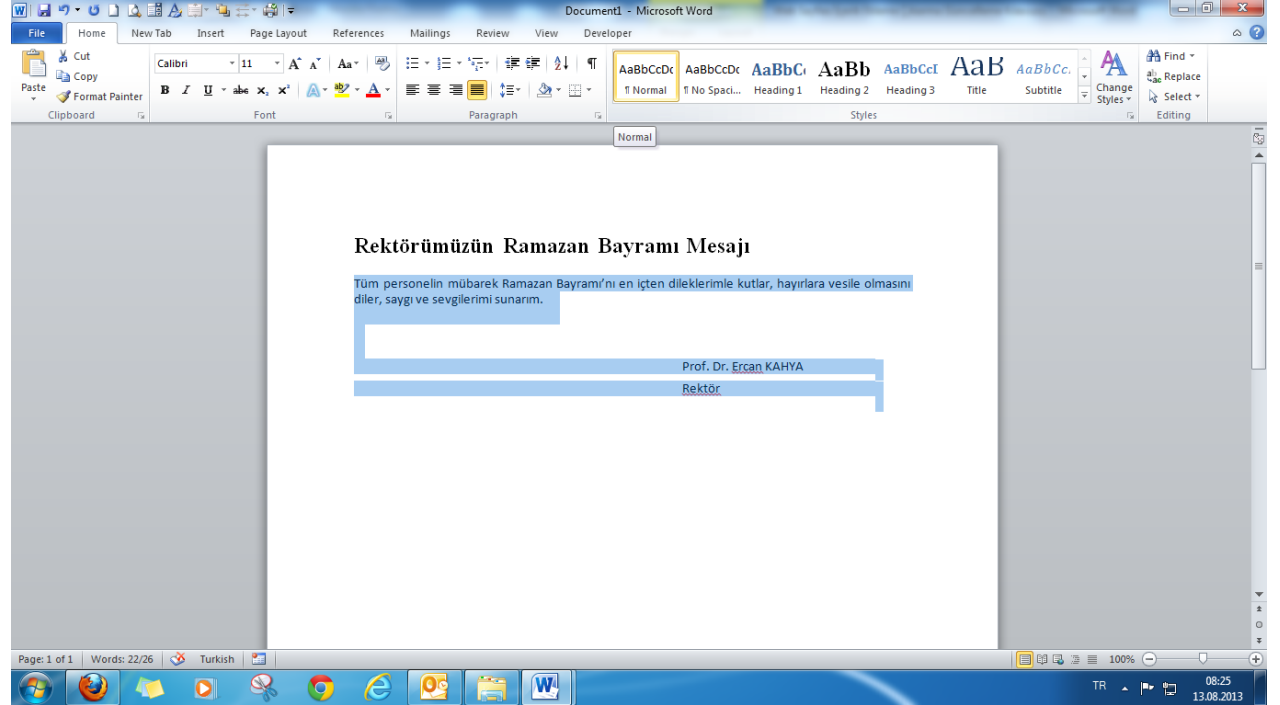 Document1 - Microsoft Word
File Home New Tab Insert Page Layout References Mailings Review View Developer
Cut
Copy
Format Painter
Paste
Calibri 11
AaBbCcDc AaBbCcDc AaBbC AaBb AaBbCcI AaB AaBbCc.
¶ Normal ¶ No Spaci... Heading 1 Heading 2 Heading 3 Title Subtitle
Change
Styles
Find
Replace
Select
Clipboard Font Paragraph Styles Editing
Normal
Rektörümüzün Ramazan Bayramı Mesajı
Tüm personelin mübarek Ramazan Bayramı’nı en içten dileklerimle kutlar, hayırlara vesile olmasını
diler, saygı ve sevgilerimi sunarım.
Prof. Dr. Ercan KAHYA
Rektör
Page: 1 of 1 Words: 22/26 Turkish 100%
TR 08:25
13.08.2013